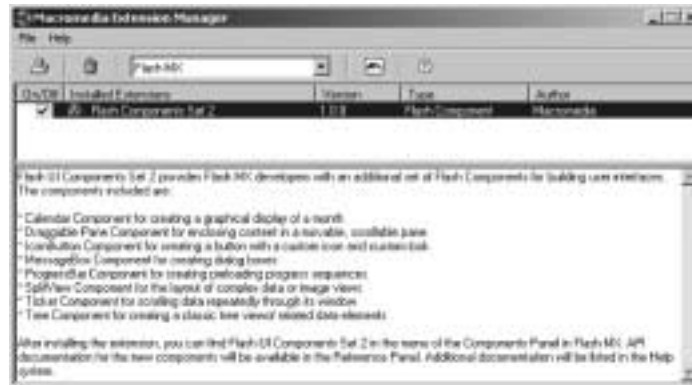 Macromedia Extension Manager
File Help
Flash MX
On/Off Installed Extensions Version Type Author
Flash Components Set 2 1.0.8 Flash Component Macromedia
Flash UI Components Set 2 provides Flash MX developers with an additional set of Flash Components for building user interfaces.
The components included are:
* Calendar Component for creating a graphical display of a month
* Draggable Pane Component for enclosing content in a movable, scrollable pane
* IconButton Component for creating a button with a custom icon and custom look
* MessageBox Component for creating dialog boxes
* ProgressBar Component for creating preloading progress sequences
* SplitView Component for the layout of complex data or image views
* Ticker Component for scrolling data repeatedly through its window
* Tree Component for creating a classic tree view of related data elements
After installing the extension, you can find Flash UI Components Set 2 in the menu of the Components Panel in Flash MX. API
documentation for the new components will be available in the Reference Panel. Additional documentation will be listed in the Help
system.